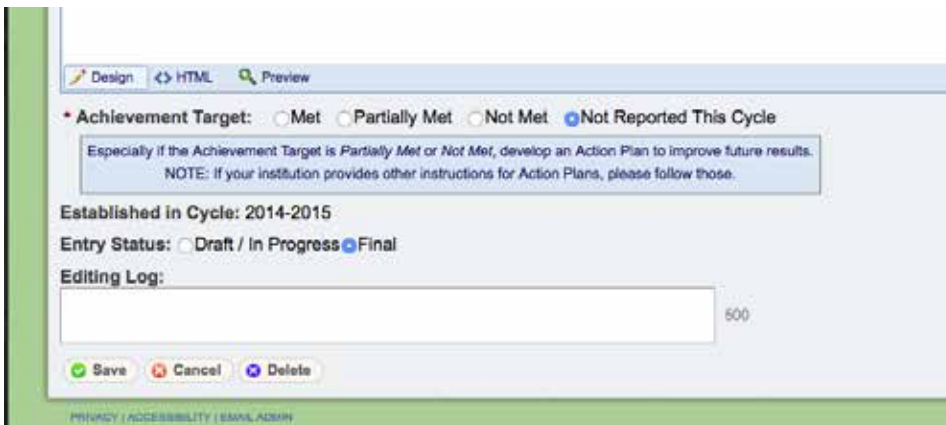 Design <> HTML Preview
* Achievement Target: Met Partially Met Not Met Not Reported This Cycle
Especially if the Achievement Target is Partially Met or Not Met, develop an Action Plan to improve future results.
NOTE: If your institution provides other instructions for Action Plans, please follow those.
Established in Cycle: 2014-2015
Entry Status: Draft / In Progress Final
Editing Log:
500
Save Cancel Delete
PRIVACY | ACCESSIBILITY | EMAIL ADMIN